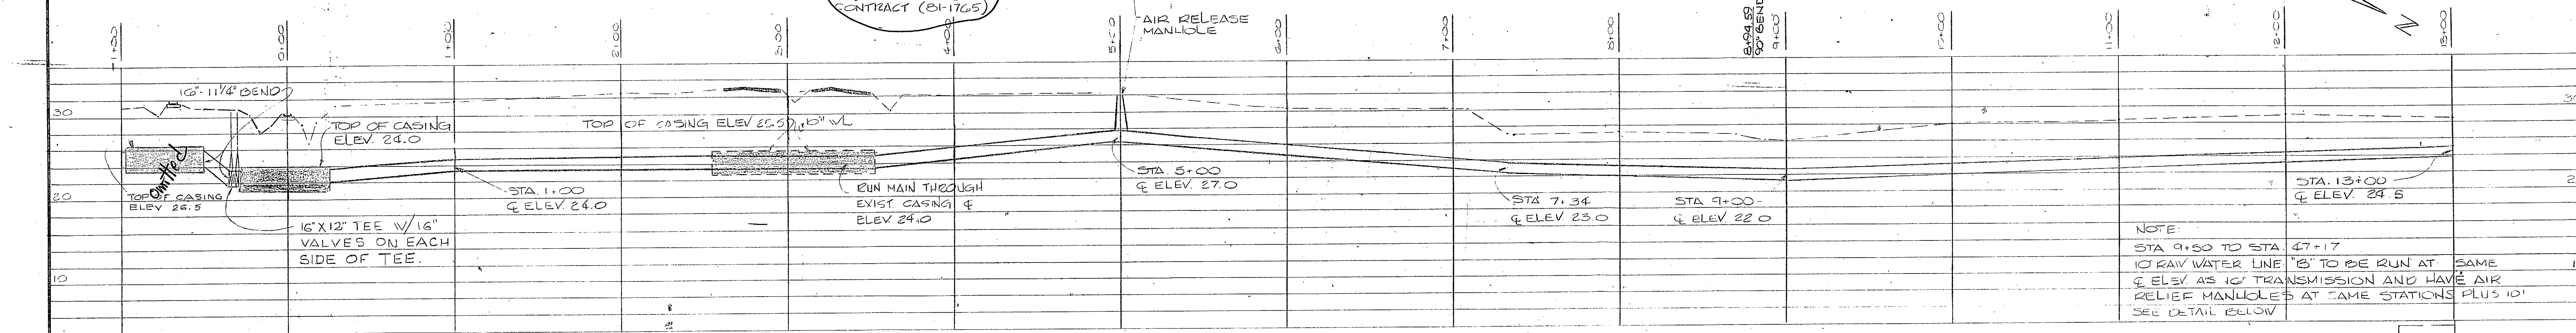 CONTRACT (81-1765)
AIR RELEASE
MANHOLE
-1+00
0+00
1+00
2+00
3+00
4+00
5+00
6+00
7+00
8+00
8+94.59
90° BEND
9+00
10+00
11+00
12+00
13+00
N
16"-11 1/4° BEND
30
TOP OF CASING
ELEV. 24.0
TOP OF CASING ELEV 25.5
10" WL
omitted
20
TOP OF CASING
ELEV 26.5
STA. 1+00
℄ ELEV. 24.0
RUN MAIN THROUGH
EXIST. CASING ℄
ELEV 24.0
STA. 5+00
℄ ELEV. 27.0
STA 7+34
℄ ELEV 23.0
STA 9+00
℄ ELEV 22.0
STA. 13+00
℄ ELEV. 24.5
16"X12" TEE W/16"
VALVES ON EACH
SIDE OF TEE.
10
NOTE:
STA 9+50 TO STA. 47+17
10" RAW WATER LINE "B" TO BE RUN AT SAME
℄ ELEV. AS 16" TRANSMISSION AND HAVE AIR
RELIEF MANHOLES AT SAME STATIONS PLUS 10'
SEE DETAIL BELOW